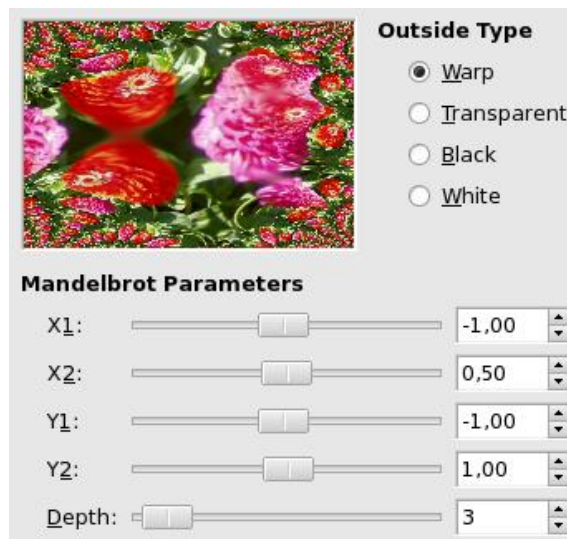 Outside Type
Warp
Transparent
Black
White
Mandelbrot Parameters
X1: -1,00
X2: 0,50
Y1: -1,00
Y2: 1,00
Depth: 3